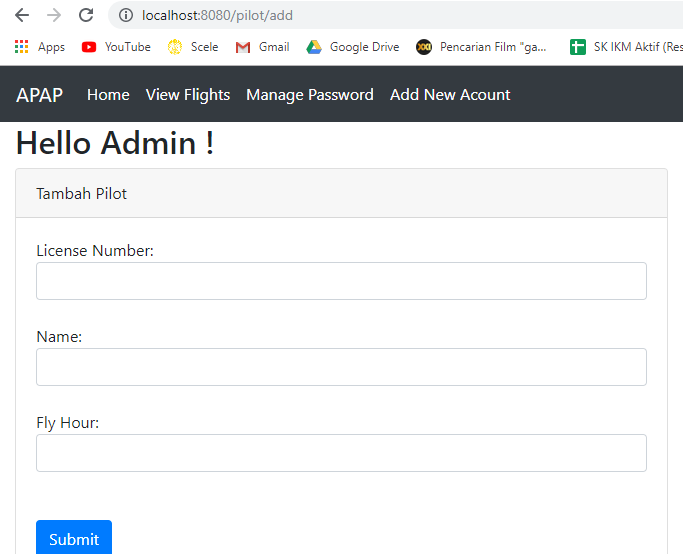 localhost:8080/pilot/add
Apps YouTube Scele Gmail Google Drive Pencarian Film "ga... SK IKM Aktif (Res
APAP Home View Flights Manage Password Add New Acount
Hello Admin !
Tambah Pilot
License Number:
Name:
Fly Hour:
Submit